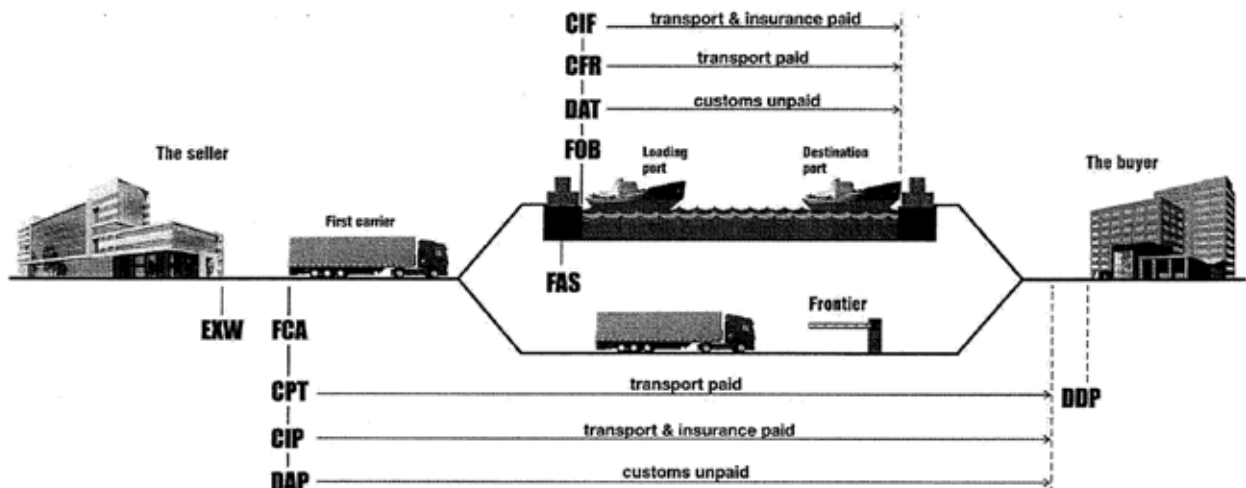 CIF transport & insurance paid
CFR transport paid
DAT customs unpaid
FOB
The seller
Loading
port
Destination
port
The buyer
First carrier
FAS
Frontier
EXW FCA
CPT transport paid DDP
CIP transport & insurance paid
DAP customs unpaid